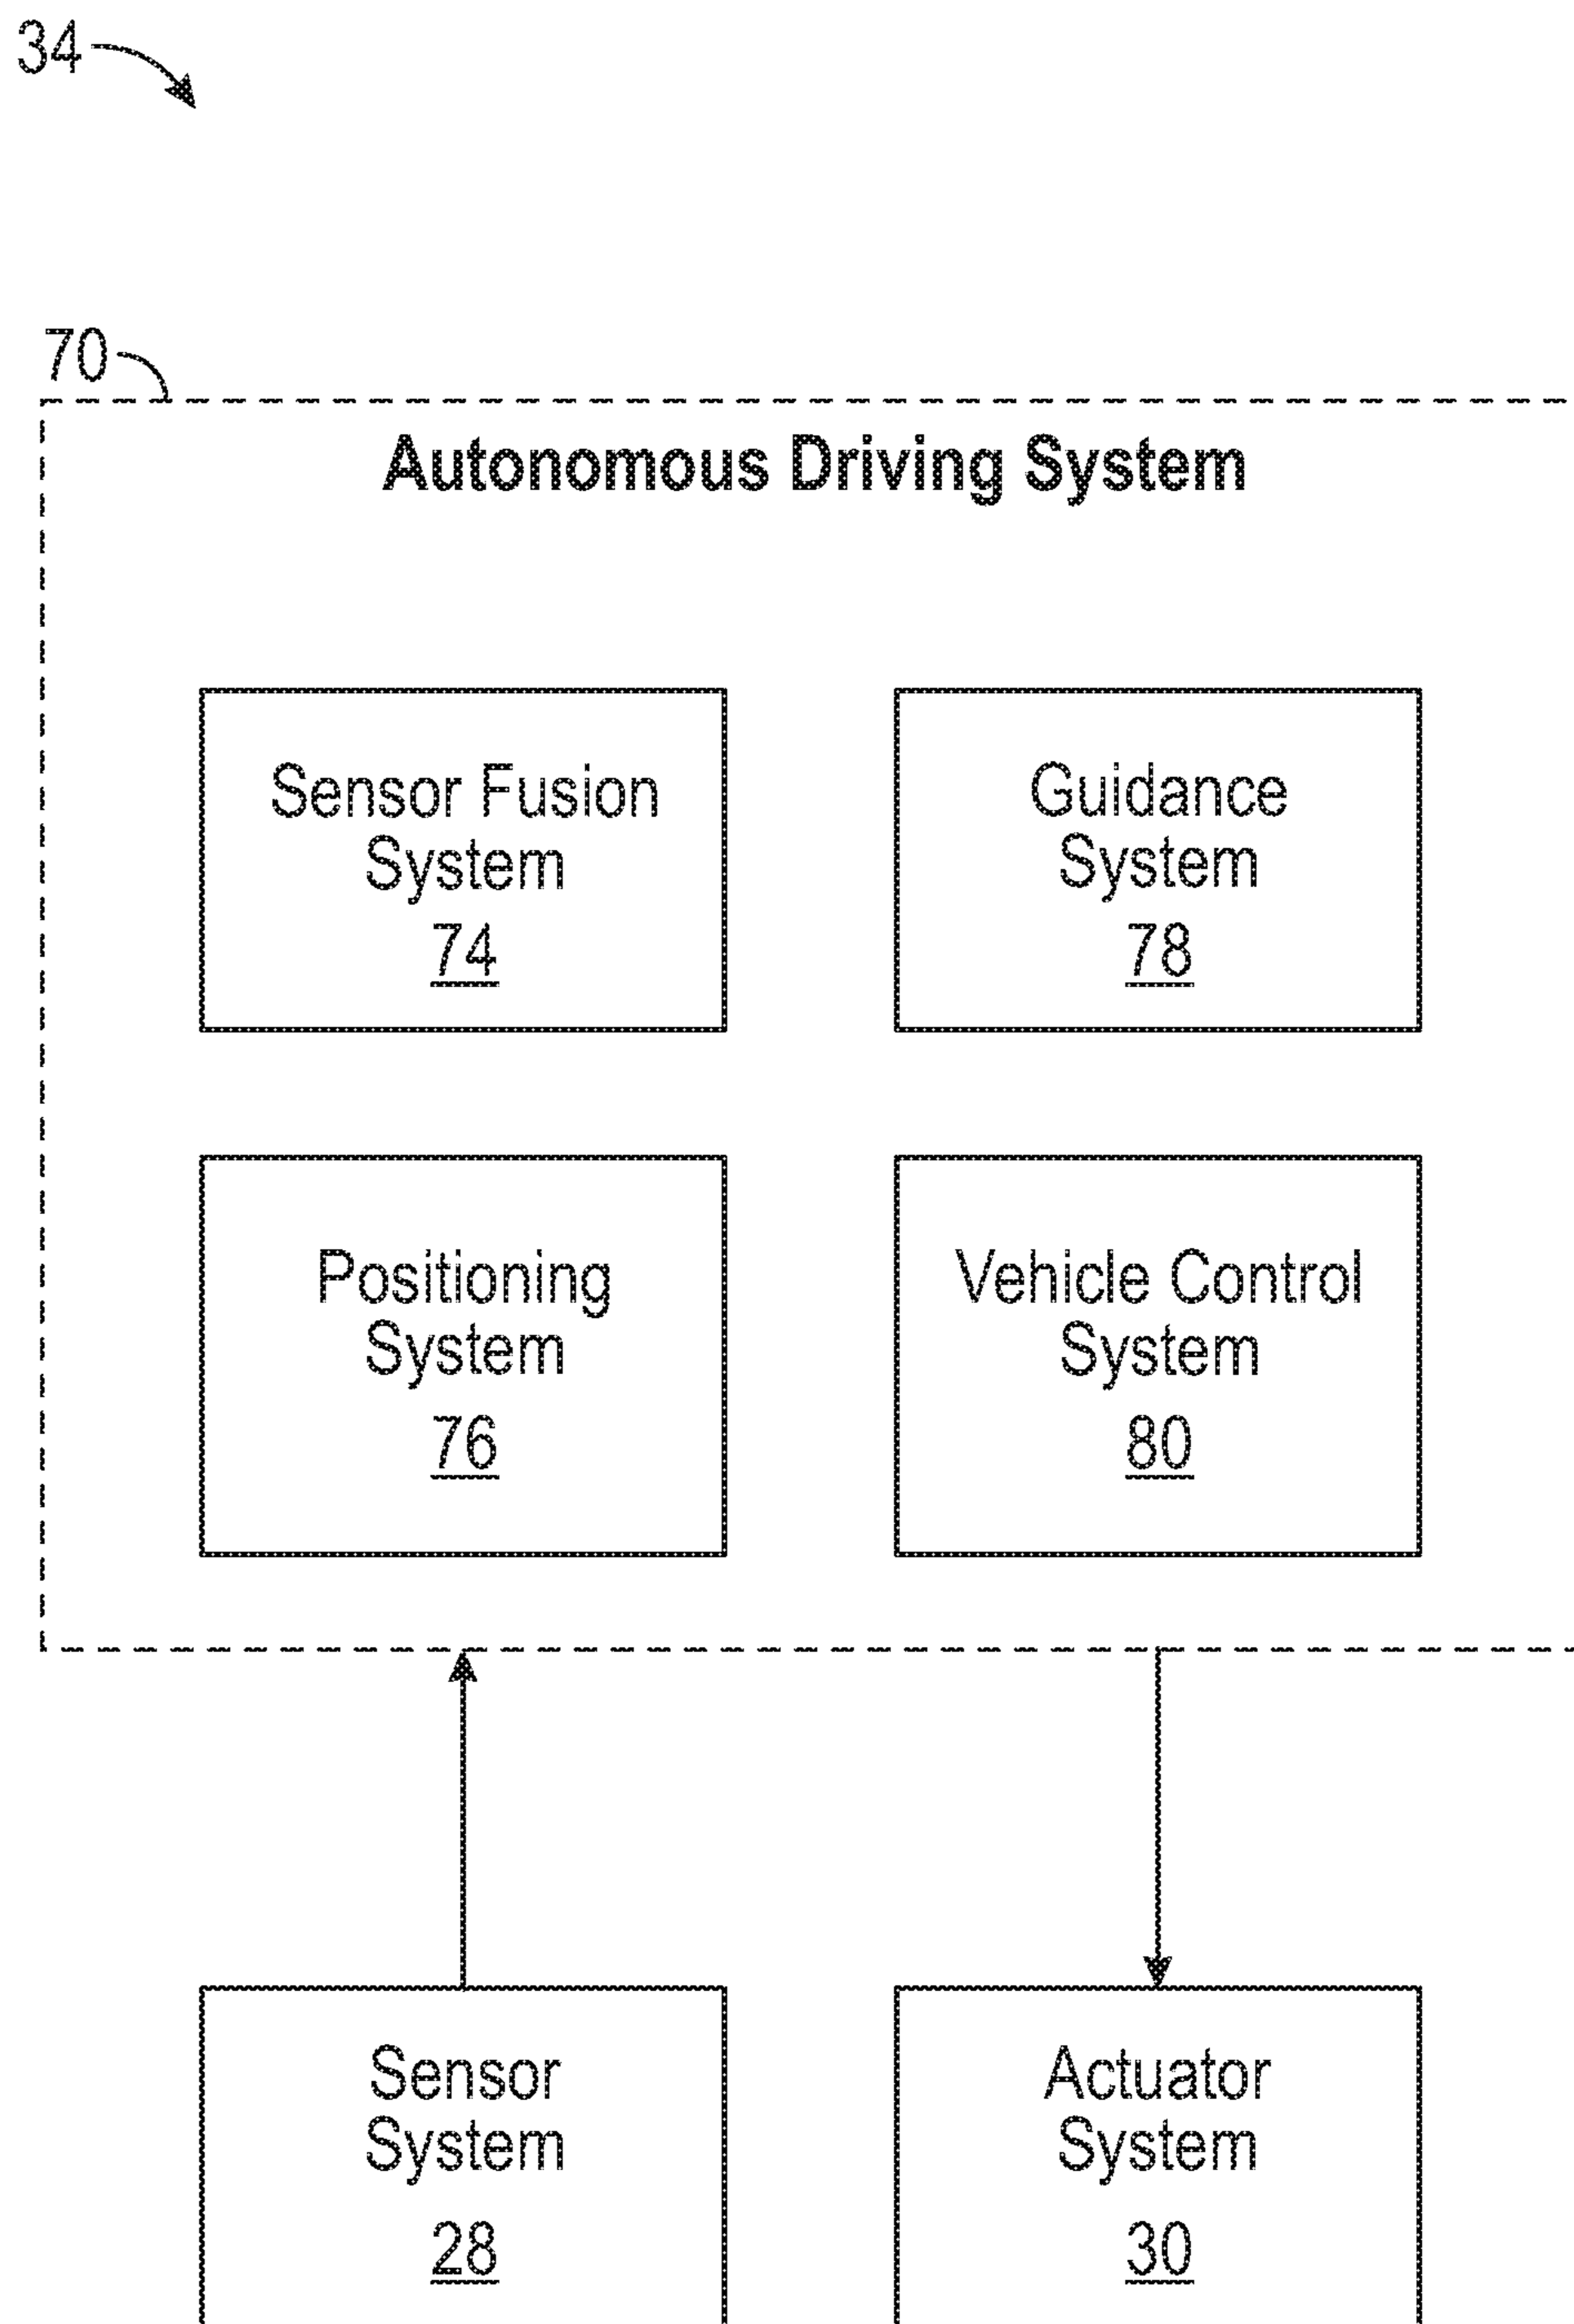 34
70
Autonomous Driving System
Sensor Fusion
System
74
Guidance
System
78
Positioning
System
76
Vehicle Control
System
80
Sensor
System
28
Actuator
System
30